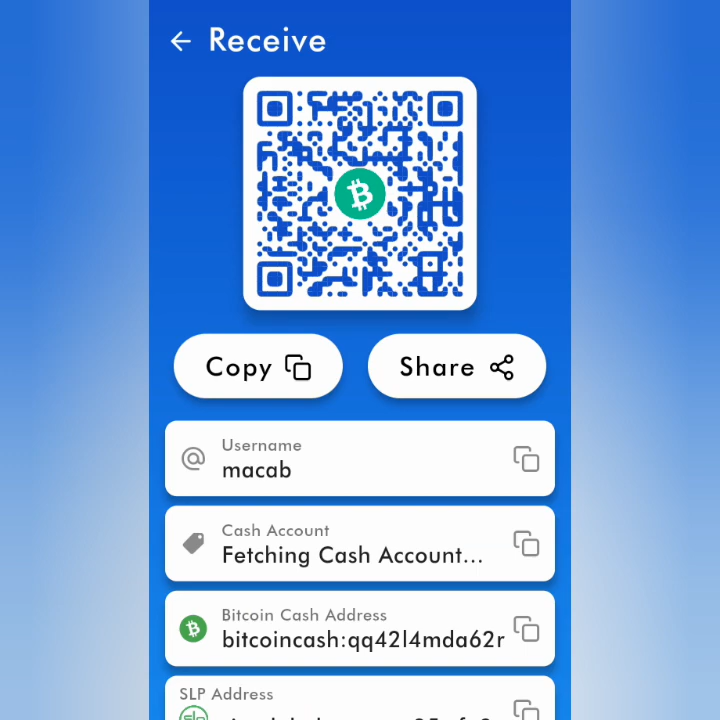 Receive
Copy
Share
Username
macab
Cash Account
Fetching Cash Account...
Bitcoin Cash Address
bitcoincash:qq42l4mda62r
SLP Address